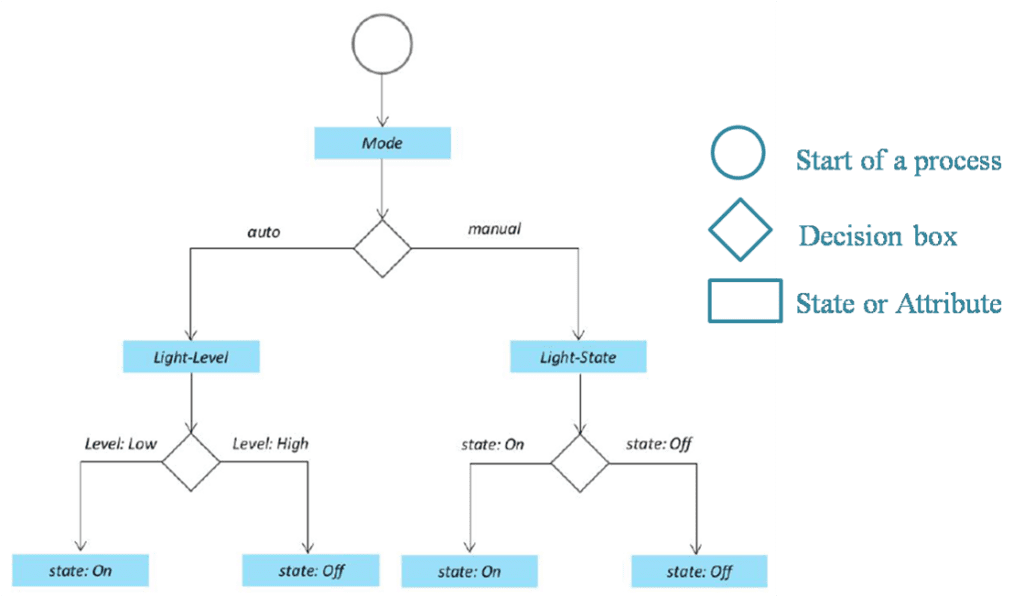 Mode
auto
manual
Light-Level
Light-State
Level: Low
Level: High
state: On
state: Off
state: On
state: Off
state: On
state: Off
Start of a process
Decision box
State or Attribute